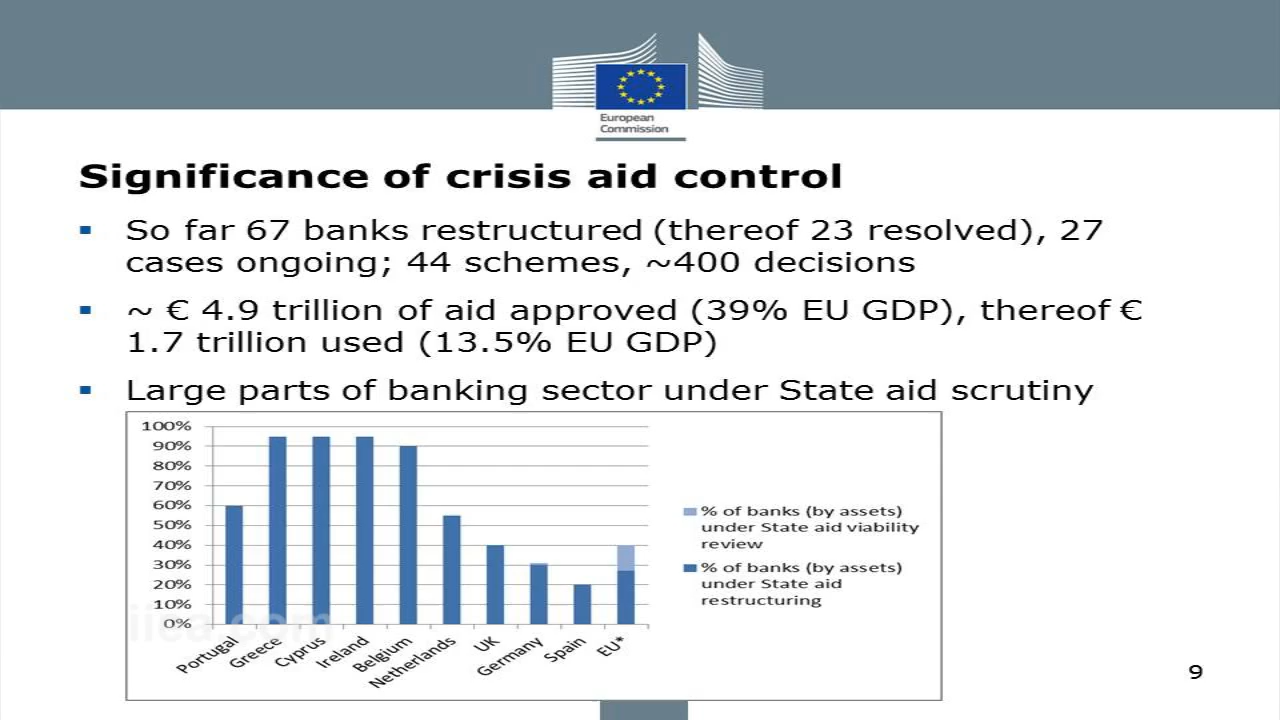 European
Commission
Significance of crisis aid control
So far 67 banks restructured (thereof 23 resolved), 27
cases ongoing; 44 schemes, ~400 decisions
~ € 4.9 trillion of aid approved (39% EU GDP), thereof €
1.7 trillion used (13.5% EU GDP)
Large parts of banking sector under State aid scrutiny
100%
90%
80%
70%
60%
50%
40%
30%
20%
10%
0%
Portugal
Greece
Cyprus
Ireland
Belgium
Netherlands
UK
Germany
Spain
EU*
% of banks (by assets)
under State aid viability
review
% of banks (by assets)
under State aid
restructuring
iiea.com
9